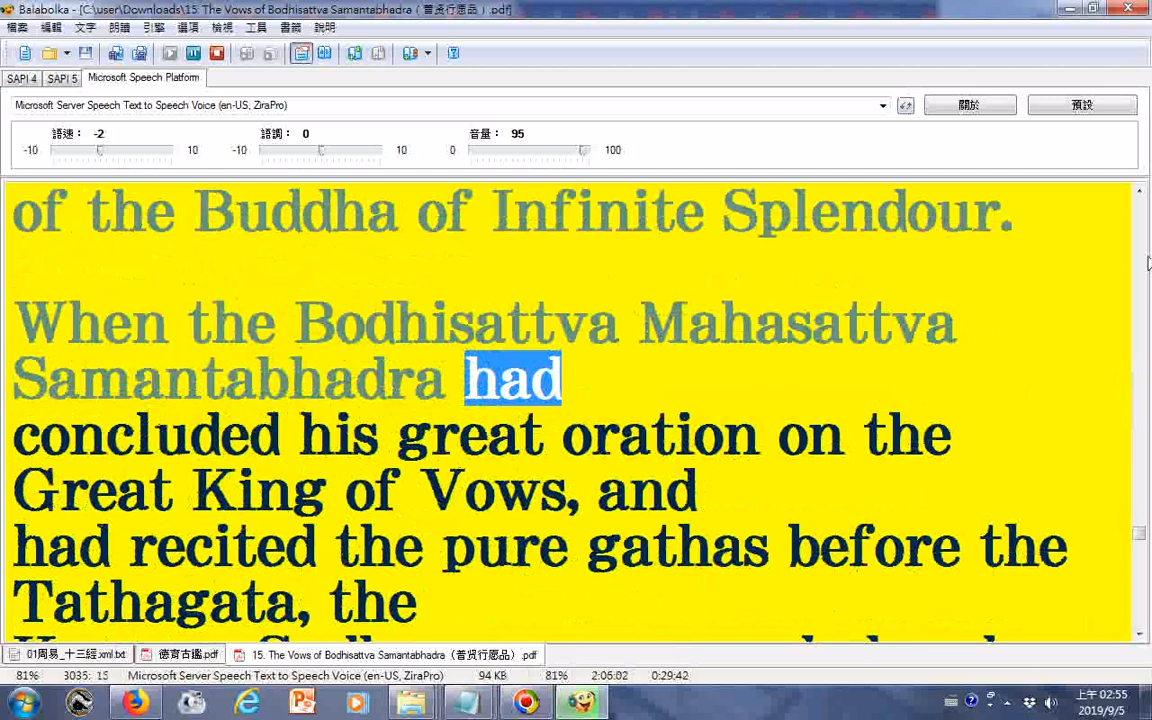 Balabolka - [C:\user\Downloads\15. The Vows of Bodhisattva Samantabhadra（普贤行愿品）.pdf]
檔案 編輯 文字 朗讀 引擎 選項 檢視 工具 書籤 說明
SAPI 4 SAPI 5 Microsoft Speech Platform
Microsoft Server Speech Text to Speech Voice (en-US, ZiraPro) 關於 預設
語速： -2 語調： 0 音量： 95
-10 10 -10 10 0 100
of the Buddha of Infinite Splendour.
When the Bodhisattva Mahasattva
Samantabhadra had
concluded his great oration on the
Great King of Vows, and
had recited the pure gathas before the
Tathagata, the
01周易_十三經.xml.txt 德育古鑑.pdf 15. The Vows of Bodhisattva Samantabhadra（普贤行愿品）.pdf
81% 3035: 15 Microsoft Server Speech Text to Speech Voice (en-US, ZiraPro) 94 KB 81% 2:05:02 0:29:42
上午 02:55
2019/9/5